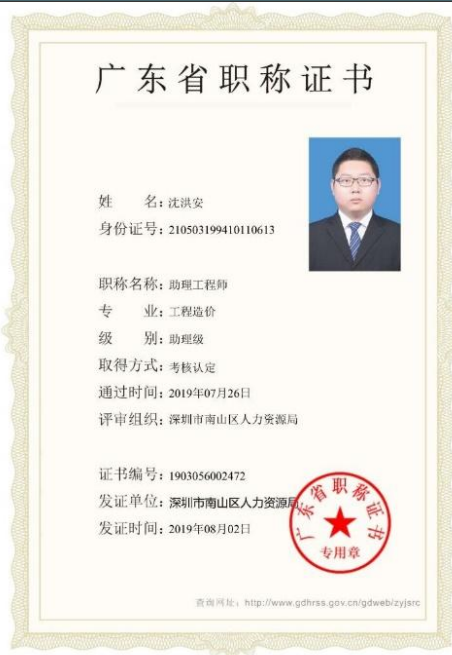 广东省职称证书
姓 名：沈洪安
身份证号：210503199410110613
职称名称：助理工程师
专 业：工程造价
级 别：助理级
取得方式：考核认定
通过时间：2019年07月26日
评审组织：深圳市南山区人力资源局
证书编号：1903056002472
发证单位：深圳市南山区人力资源局
发证时间：2019年08月02日
广东省职称证书
专用章
查询网址：http://www.gdhrss.gov.cn/gdweb/zyjsrc